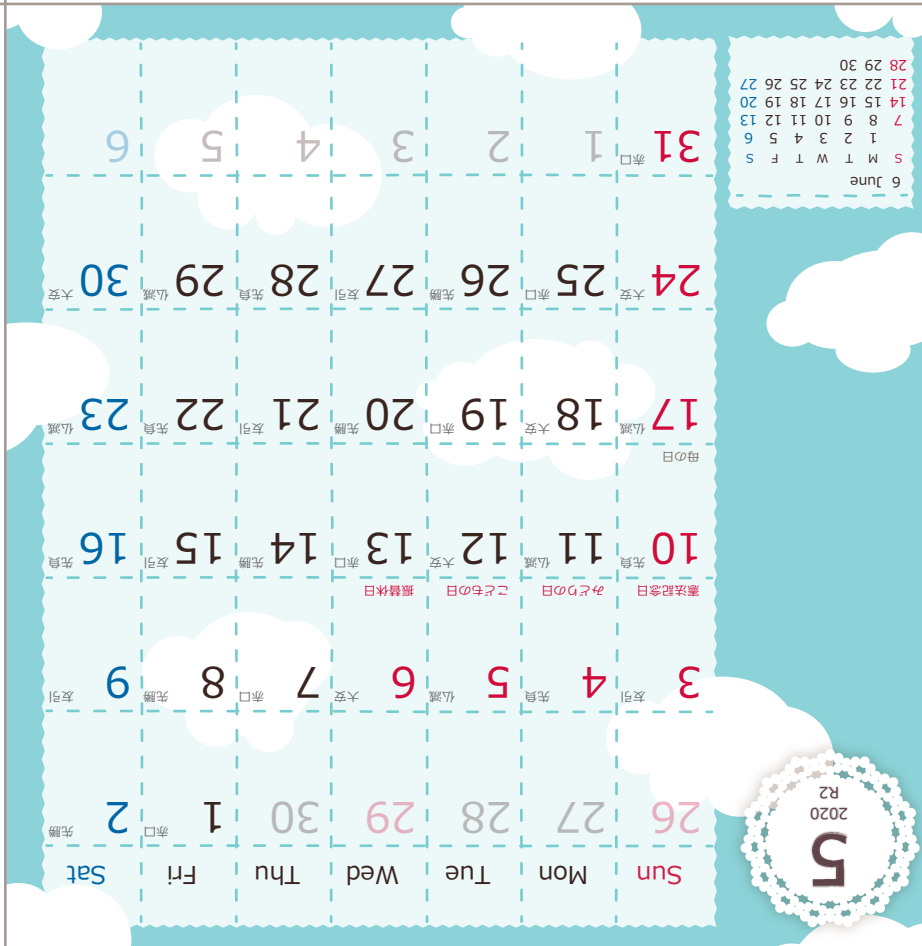 5
2020
R2
Sun Mon Tue Wed Thu Fri Sat
26 27 28 29 30 1 赤口 2 先勝
3 友引 4 先負 5 仏滅 6 大安 7 赤口 8 先勝 9 友引
憲法記念日 みどりの日 こどもの日 振替休日
10 先負 11 仏滅 12 大安 13 赤口 14 先勝 15 友引 16 先負
母の日
17 仏滅 18 大安 19 赤口 20 先勝 21 友引 22 先負 23 仏滅
24 大安 25 赤口 26 先勝 27 友引 28 先負 29 仏滅 30 大安
31 赤口 1 2 3 4 5 6
6 June
S M T W T F S
1 2 3 4 5 6
7 8 9 10 11 12 13
14 15 16 17 18 19 20
21 22 23 24 25 26 27
28 29 30